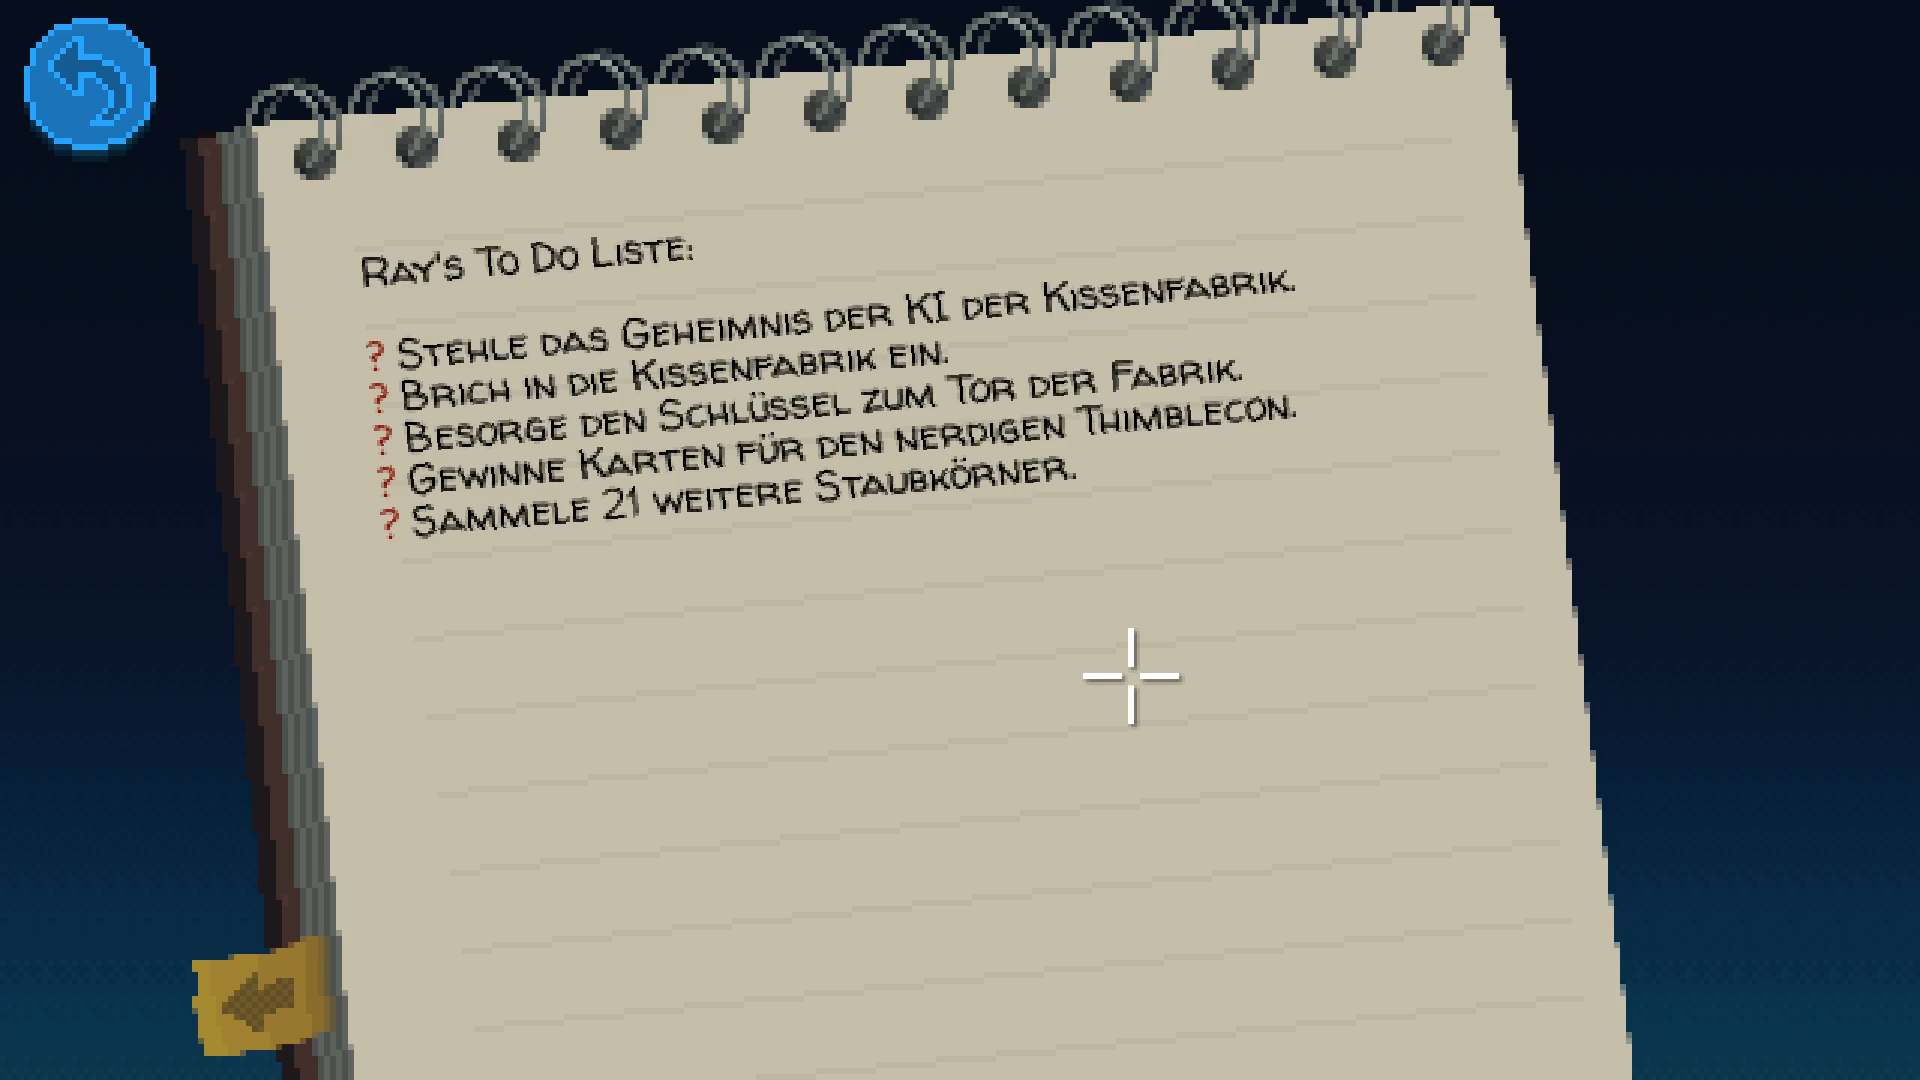 Ray's To Do Liste:
? Stehle das Geheimnis der KI der Kissenfabrik.
? Brich in die Kissenfabrik ein.
? Besorge den Schlüssel zum Tor der Fabrik.
? Gewinne Karten für den nerdigen Thimblecon.
? Sammele 21 weitere Staubkörner.